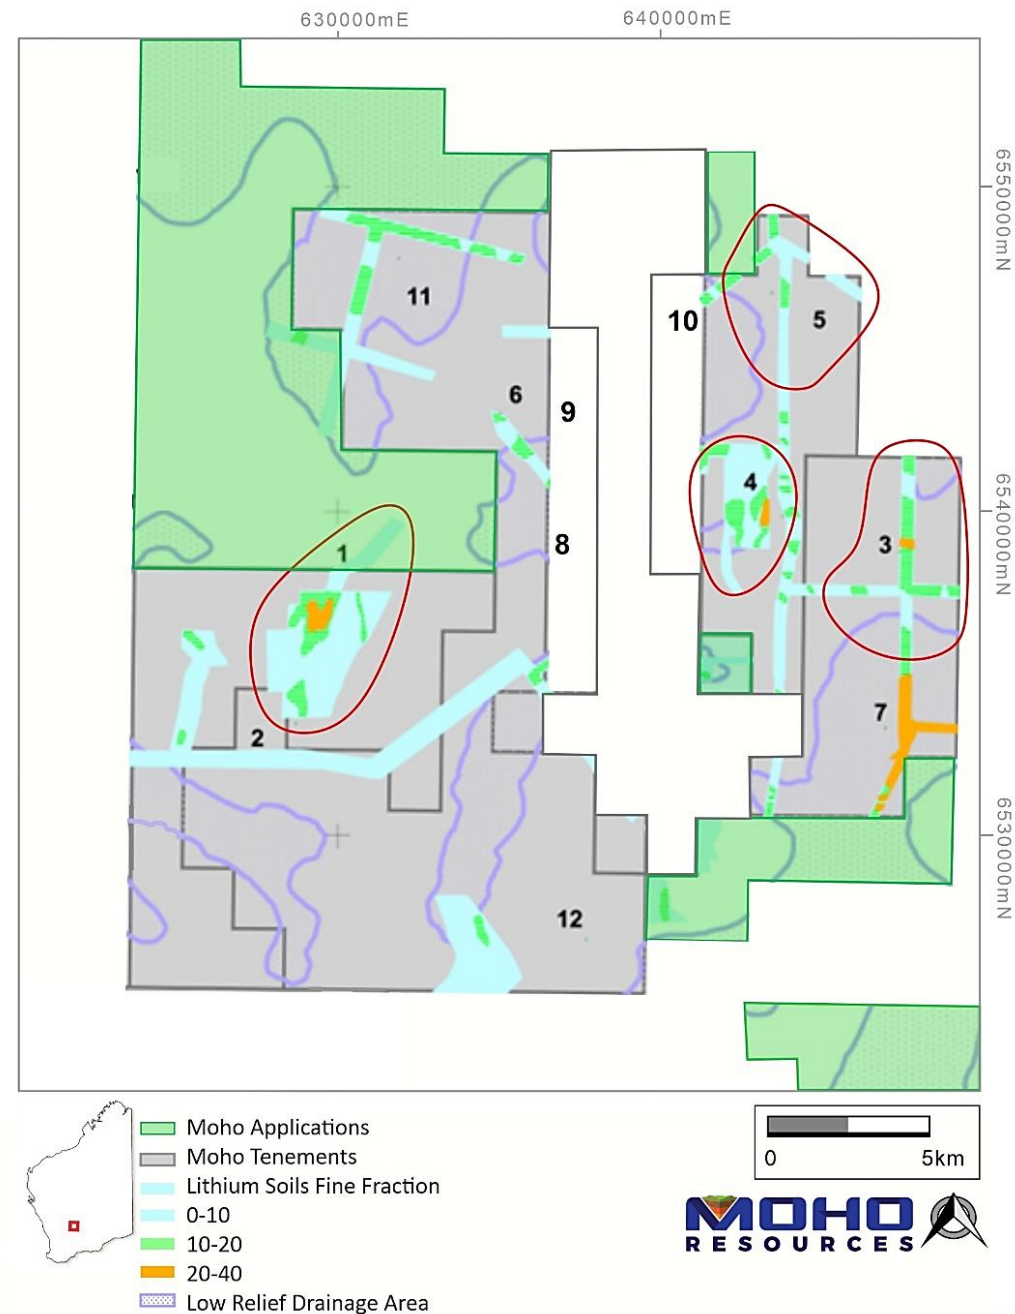 630000mE
640000mE
6550000mN
6540000mN
6530000mN
11
10
5
6
9
4
8
3
1
7
2
12
Moho Applications
Moho Tenements
Lithium Soils Fine Fraction
0-10
10-20
20-40
Low Relief Drainage Area
0 5km
MOHO
RESOURCES